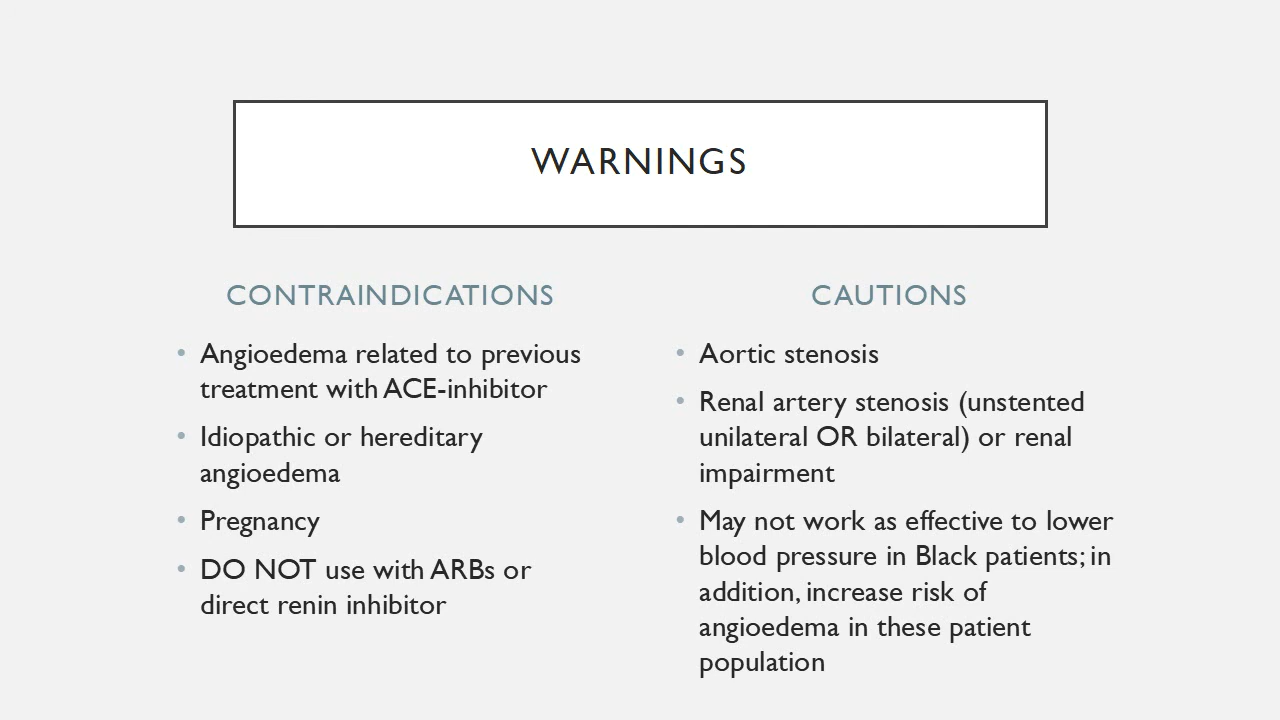 WARNINGS
CONTRAINDICATIONS
• Angioedema related to previous
treatment with ACE-inhibitor
• Idiopathic or hereditary
angioedema
• Pregnancy
• DO NOT use with ARBs or
direct renin inhibitor
CAUTIONS
• Aortic stenosis
• Renal artery stenosis (unstented
unilateral OR bilateral) or renal
impairment
• May not work as effective to lower
blood pressure in Black patients; in
addition, increase risk of
angioedema in these patient
population